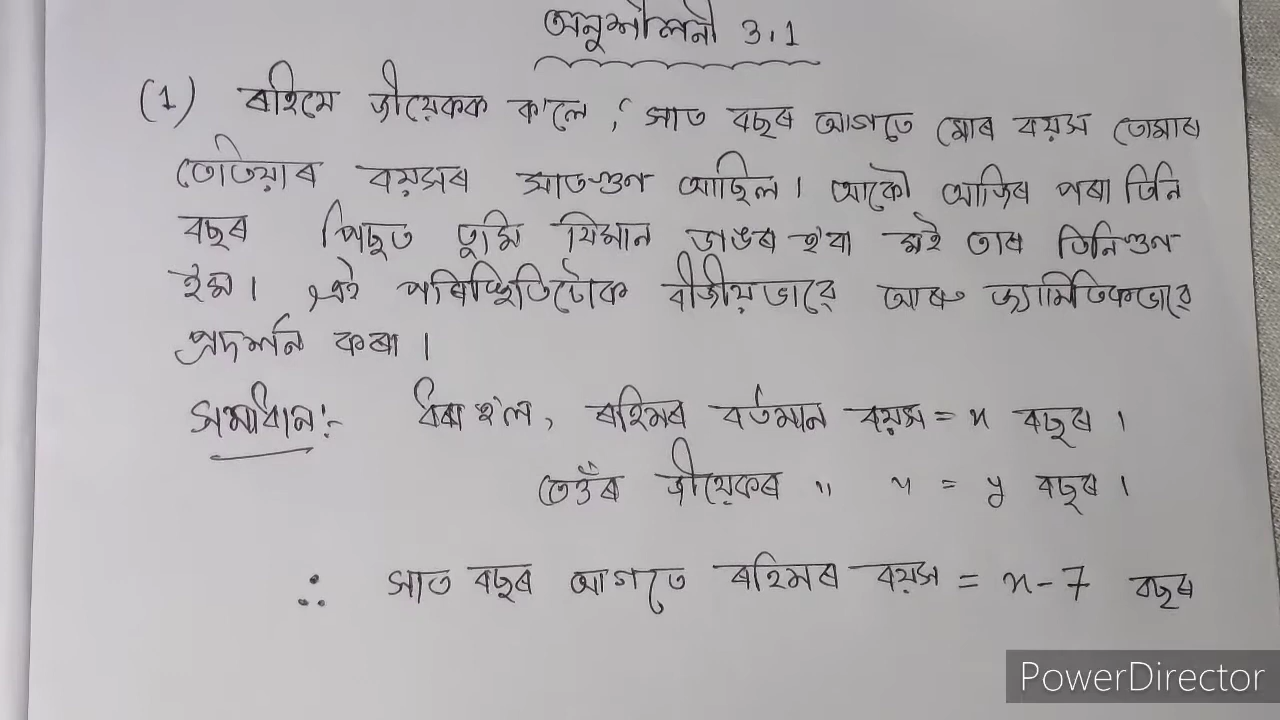 অনুশীলনী 3.1
(1) ৰহিমে জীয়েকক ক'লে, 'সাত বছৰ আগতে মোৰ বয়স তোমাৰ
তেতিয়াৰ বয়সৰ সাতগুন আছিল। আকৌ আজিৰ পৰা তিনি
বছৰ পিছত তুমি যিমান ডাঙৰ হ'বা মই তাৰ তিনিগুন
হ'ম। এই পৰিস্থিতিটোক বীজীয়ভাৱে আৰু জ্যামিতিকভাৱে
প্ৰদৰ্শন কৰা।
সমাধান:- ধৰা হ'ল, ৰহিমৰ বৰ্তমান বয়স = x বছৰ।
তেওঁৰ জীয়েকৰ " " = y বছৰ।
∴ সাত বছৰ আগতে ৰহিমৰ বয়স = x - 7 বছৰ
PowerDirector